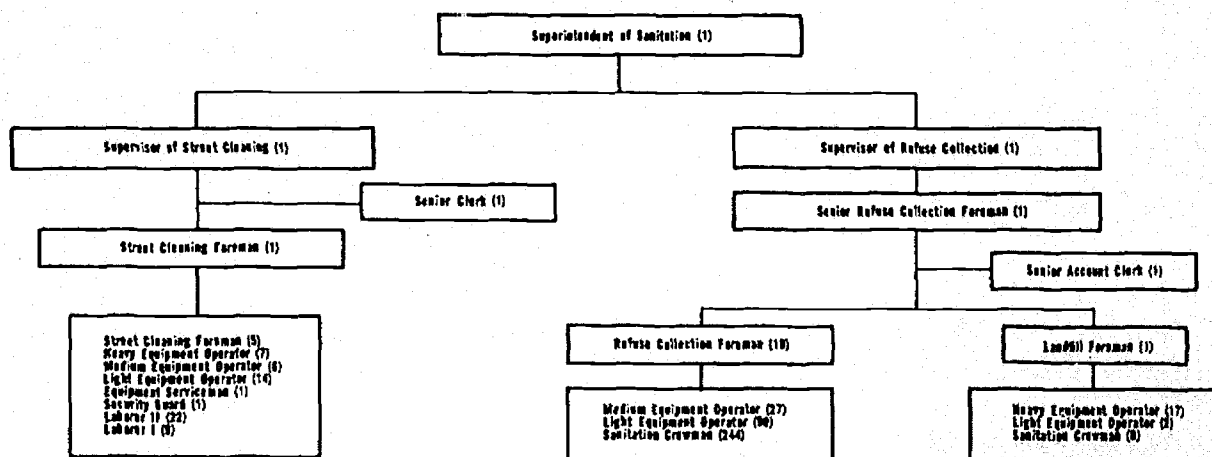 Superintendent of Sanitation (1)
Supervisor of Street Cleaning (1)
Supervisor of Refuse Collection (1)
Senior Clerk (1)
Senior Refuse Collection Foreman (1)
Street Cleaning Foreman (1)
Senior Account Clerk (1)
Street Cleaning Foreman (5)
Heavy Equipment Operator (7)
Medium Equipment Operator
Light Equipment Operator (14)
Equipment Serviceman (1)
Security Guard (1)
Laborer II (22)
Laborer I
Refuse Collection Foreman
Landfill Foreman
Medium Equipment Operator (27)
Light Equipment Operator
Sanitation Crewman (244)
Heavy Equipment Operator (17)
Light Equipment Operator
Sanitation Crewman